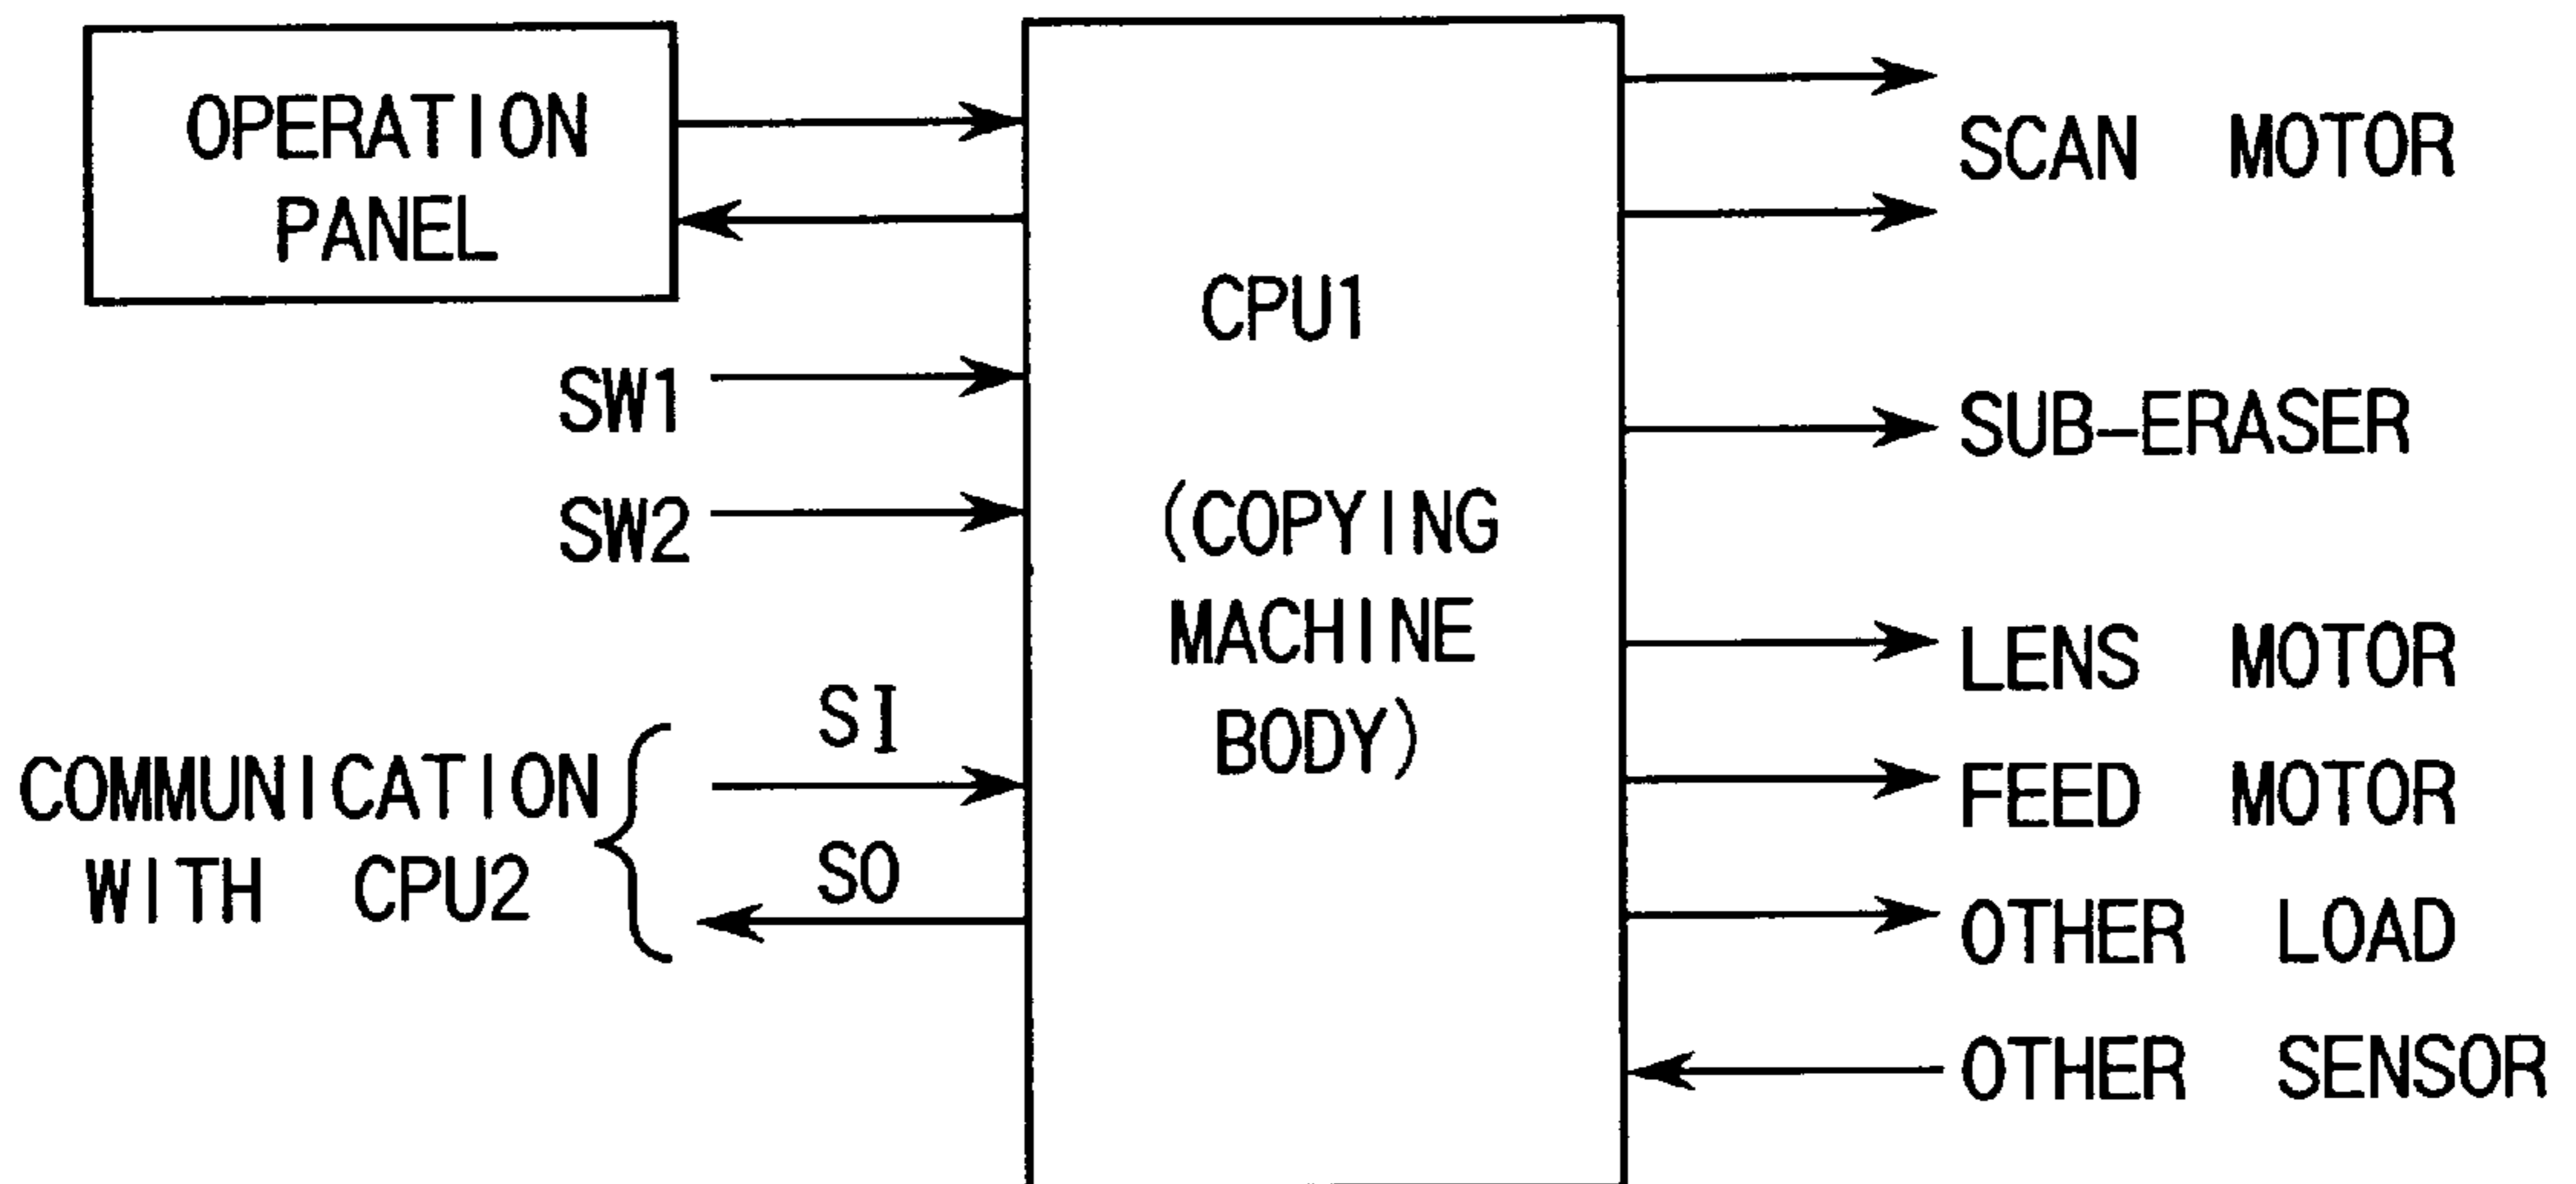 OPERATION
PANEL
SW1
SW2
SI
COMMUNICATION
WITH CPU2
SO
CPU1
(COPYING
MACHINE
BODY)
SCAN MOTOR
SUB-ERASER
LENS MOTOR
FEED MOTOR
OTHER LOAD
OTHER SENSOR